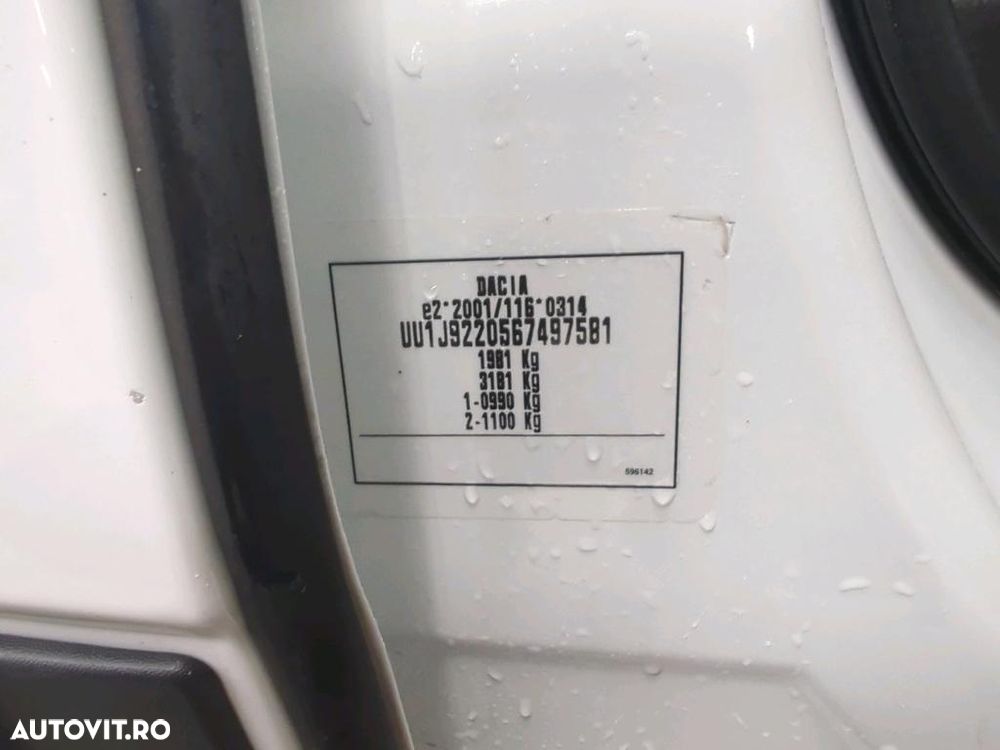 DACIA
e2*2001/116*0314
UU1J9220567497581
1981 Kg
3181 Kg
1-0990 Kg
2-1100 Kg
596142
AUTOVIT.RO